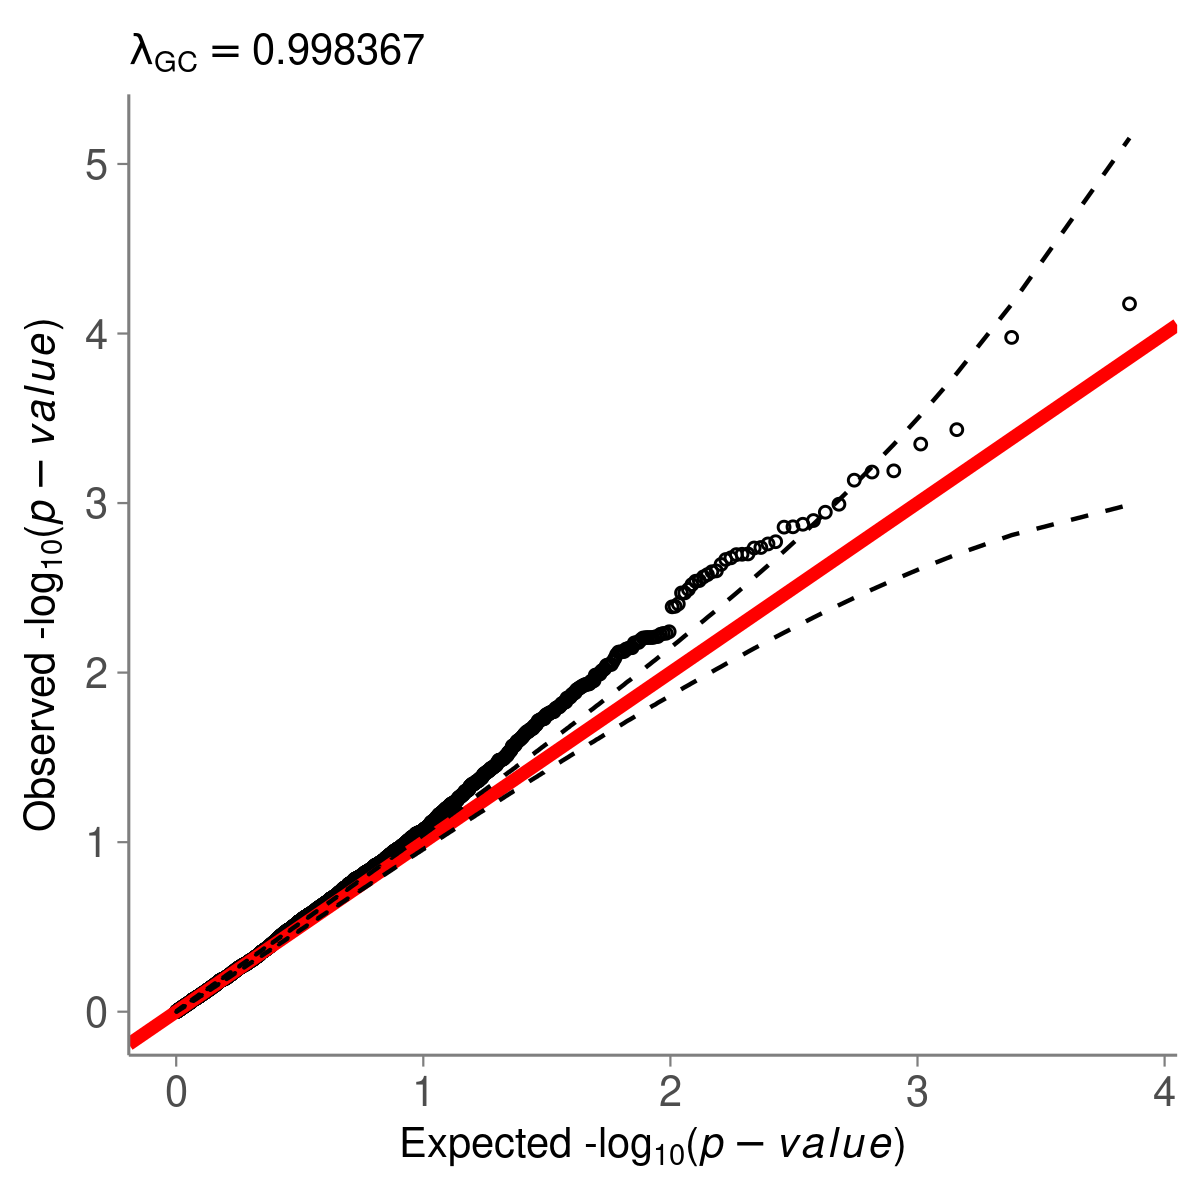 λGC = 0.998367
Observed -log10(p − value)
5
4
3
2
1
0
0 1 2 3 4
Expected -log10(p − value)